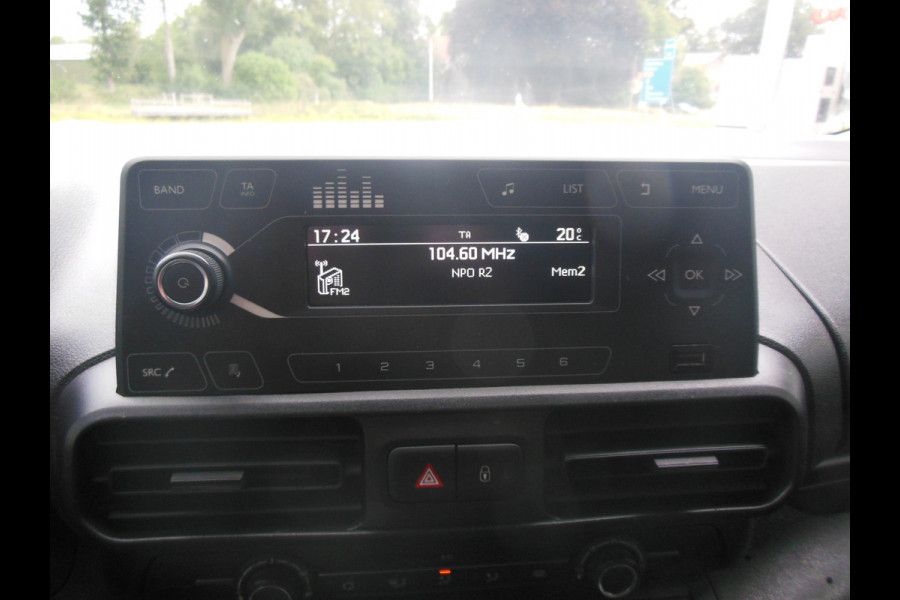 BAND
TA
INFO
LIST
MENU
17:24 TA 20°C
104.60 MHz
NPO R2 Mem2
FM2
OK
SRC
1 2 3 4 5 6